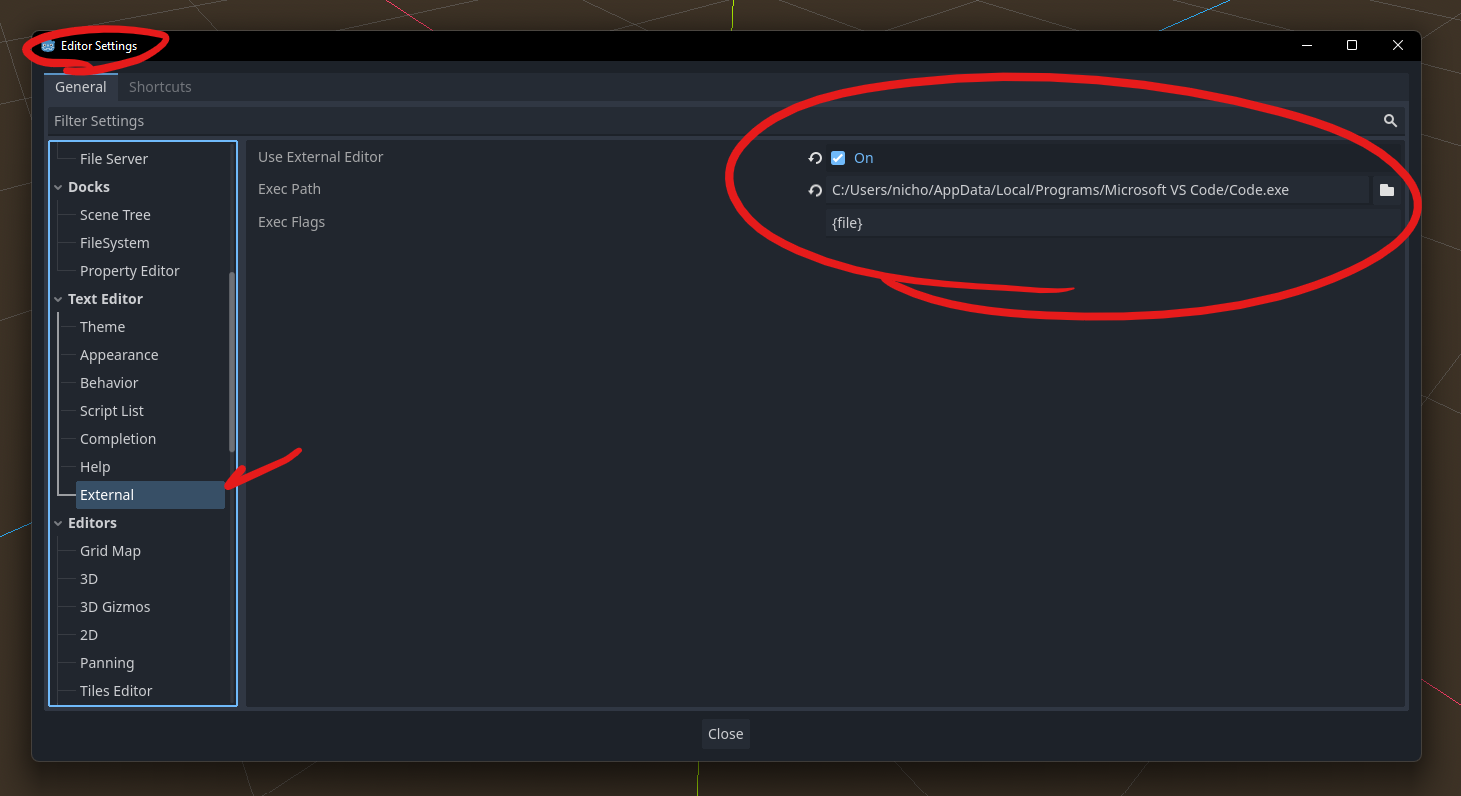 Editor Settings
General Shortcuts
Filter Settings
File Server
Docks
Scene Tree
FileSystem
Property Editor
Text Editor
Theme
Appearance
Behavior
Script List
Completion
Help
External
Editors
Grid Map
3D
3D Gizmos
2D
Panning
Tiles Editor
Use External Editor On
Exec Path C:/Users/nicho/AppData/Local/Programs/Microsoft VS Code/Code.exe
Exec Flags {file}
Close